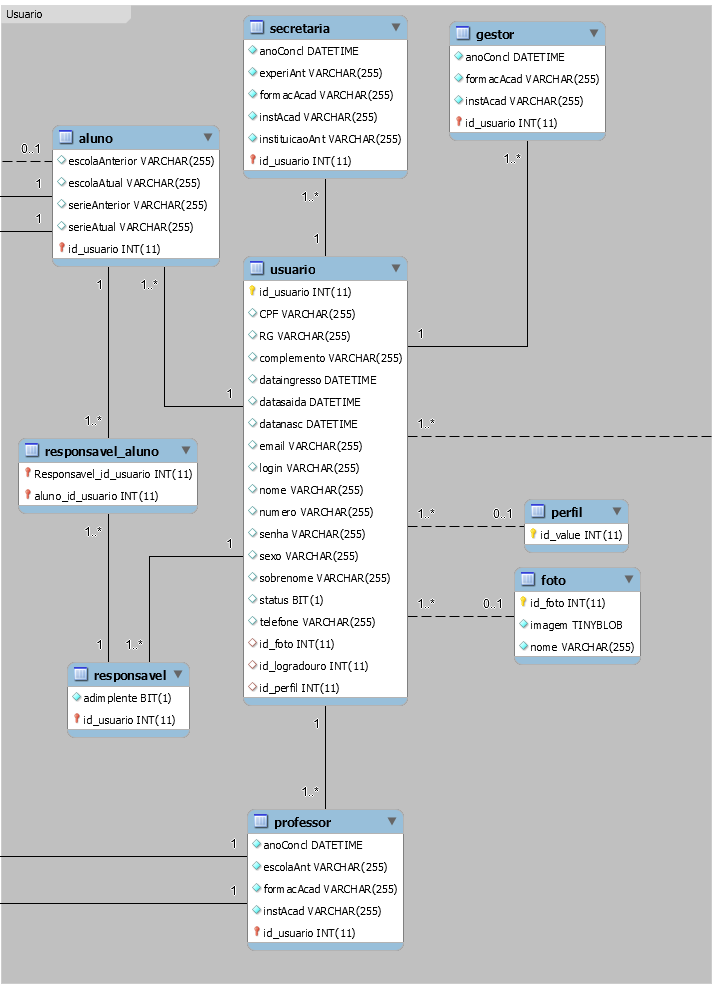 Usuario
secretaria
anoConcl DATETIME
experiAnt VARCHAR(255)
formacAcad VARCHAR(255)
instAcad VARCHAR(255)
instituicaoAnt VARCHAR(255)
id_usuario INT(11)
gestor
anoConcl DATETIME
formacAcad VARCHAR(255)
instAcad VARCHAR(255)
id_usuario INT(11)
1..*
aluno
0..1
escolaAnterior VARCHAR(255)
1
escolaAtual VARCHAR(255)
serieAnterior VARCHAR(255)
1
serieAtual VARCHAR(255)
id_usuario INT(11)
1
1..*
1..*
1
usuario
id_usuario INT(11)
CPF VARCHAR(255)
RG VARCHAR(255)
complemento VARCHAR(255)
dataingresso DATETIME
datasaida DATETIME
datanasc DATETIME
email VARCHAR(255)
login VARCHAR(255)
nome VARCHAR(255)
numero VARCHAR(255)
senha VARCHAR(255)
sexo VARCHAR(255)
sobrenome VARCHAR(255)
status BIT(1)
telefone VARCHAR(255)
id_foto INT(11)
id_logradouro INT(11)
id_perfil INT(11)
1
1
1..*
1..*
0..1
perfil
id_value INT(11)
1..*
0..1
foto
id_foto INT(11)
imagem TINYBLOB
nome VARCHAR(255)
1..*
responsavel_aluno
Responsavel_id_usuario INT(11)
aluno_id_usuario INT(11)
1..*
1
1
1..*
responsavel
adimplente BIT(1)
id_usuario INT(11)
1
1..*
professor
1
anoConcl DATETIME
escolaAnt VARCHAR(255)
1
formacAcad VARCHAR(255)
instAcad VARCHAR(255)
id_usuario INT(11)